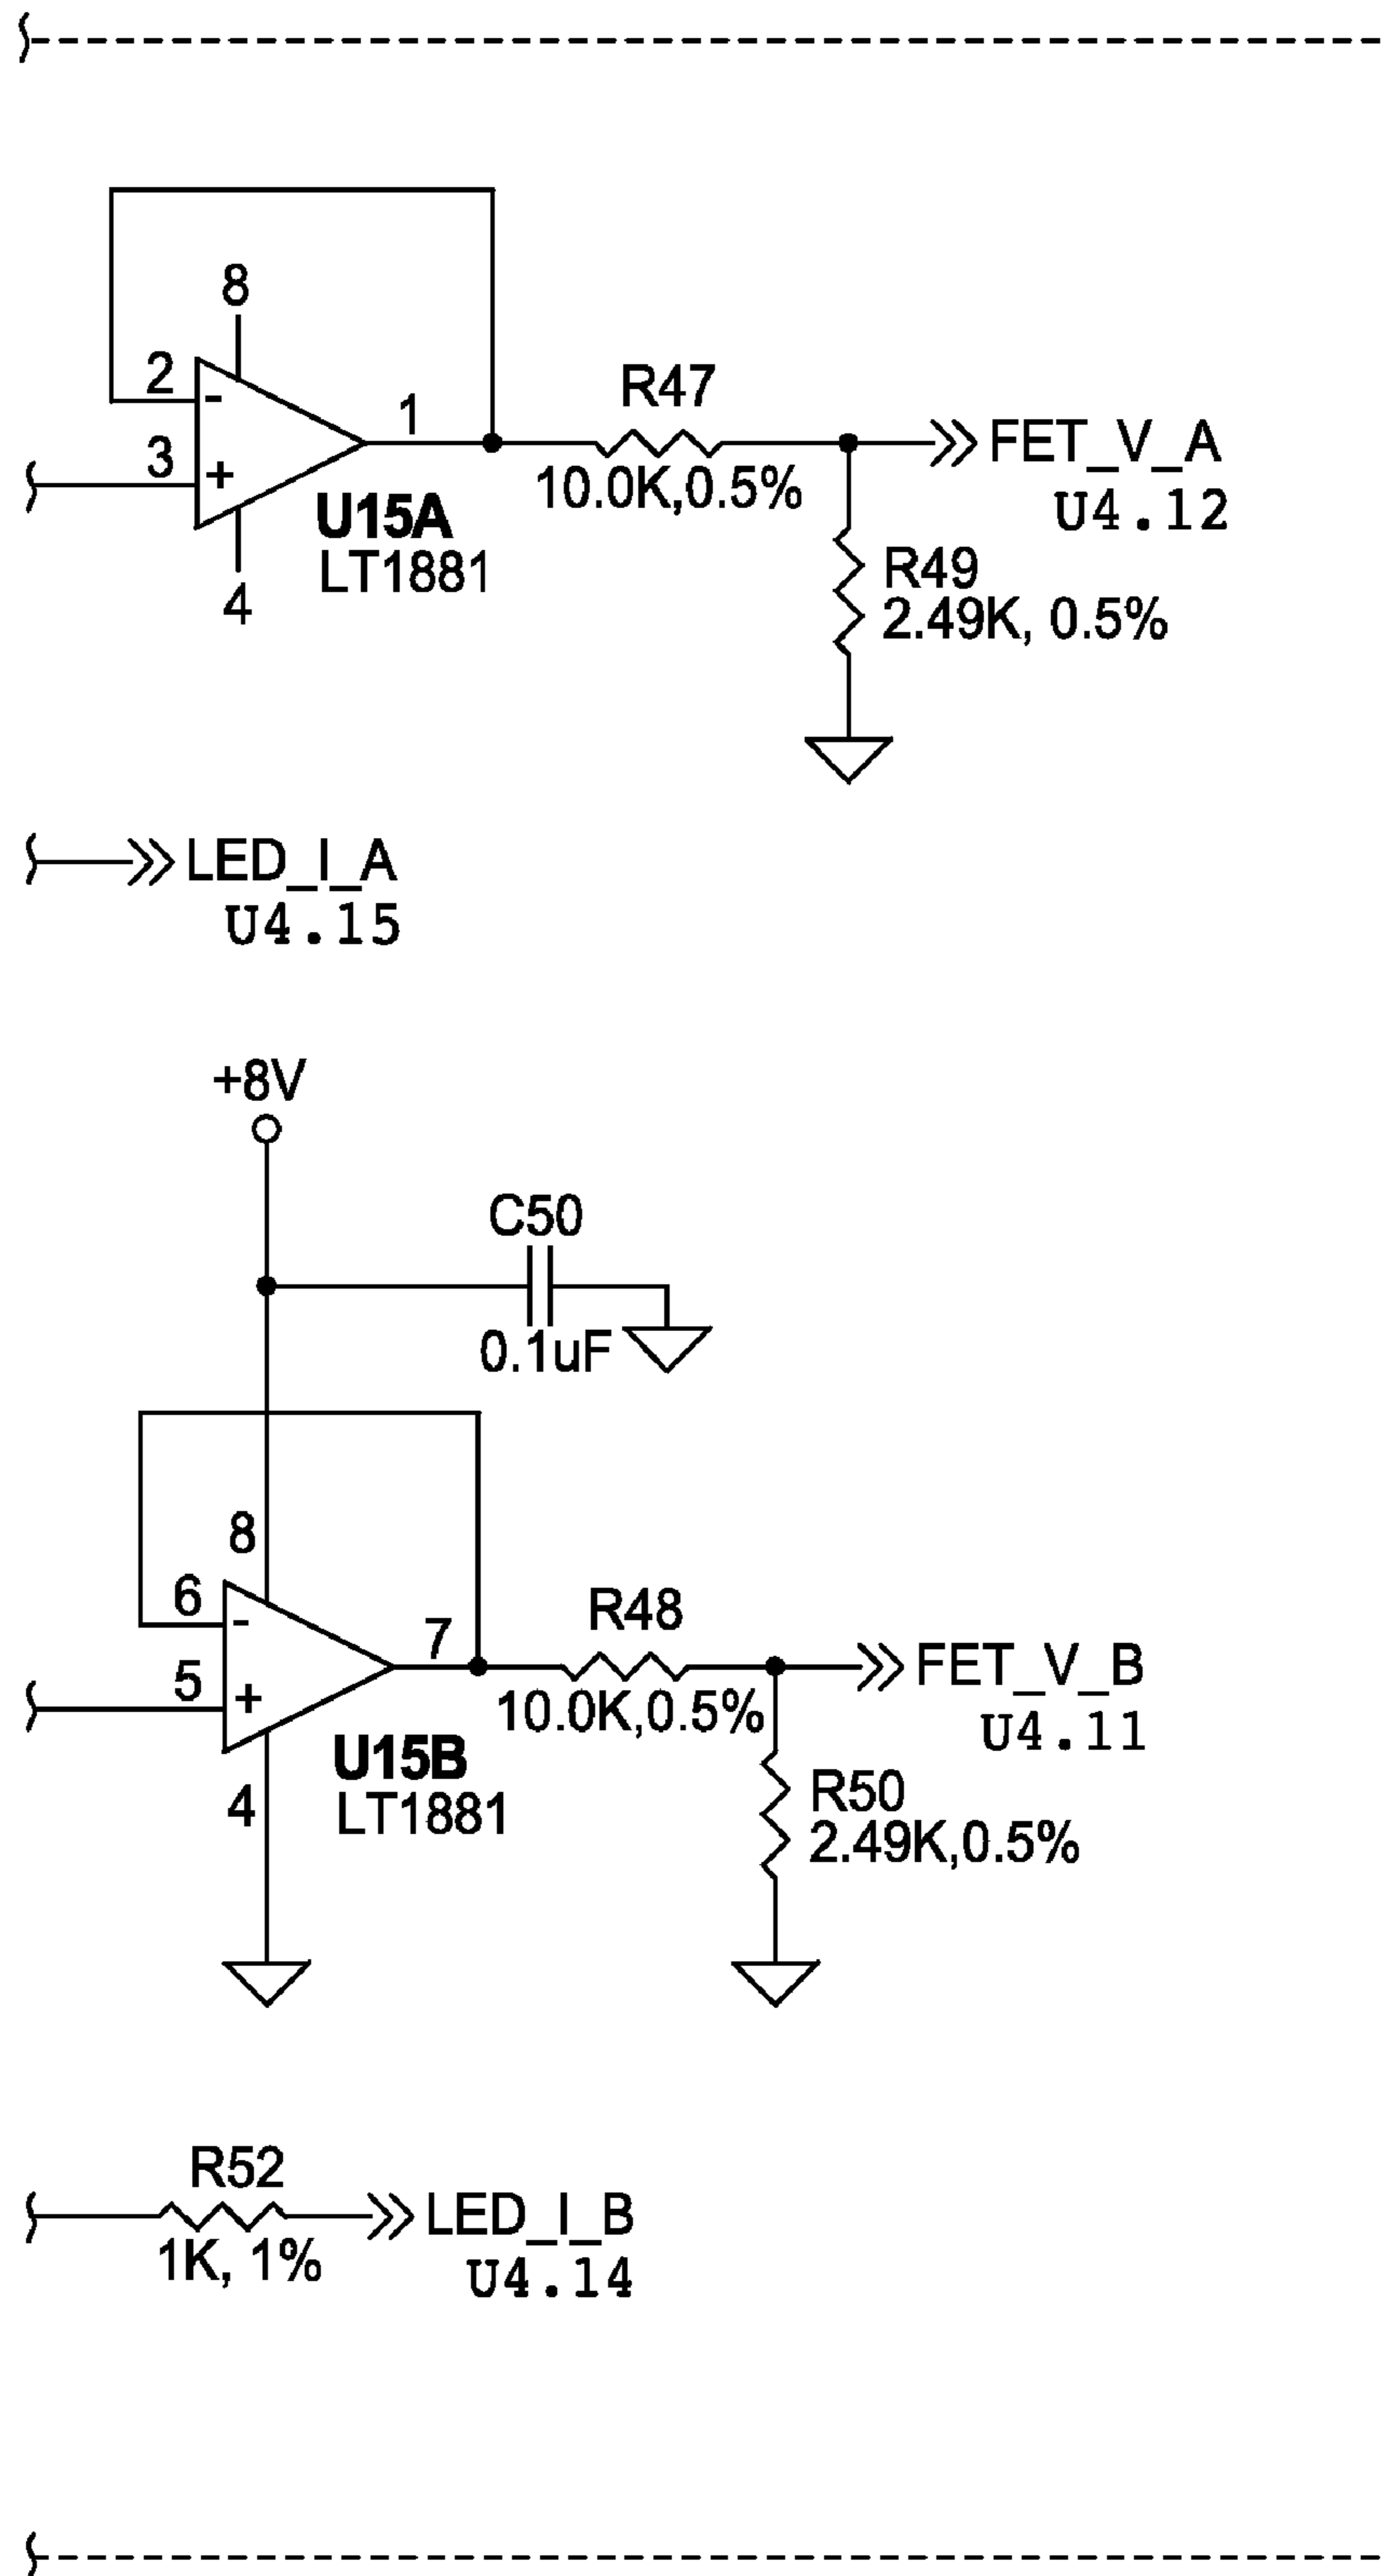 8
2
-
3
+
1
4
U15A
LT1881
R47
10.0K,0.5%
FET_V_A
U4.12
R49
2.49K, 0.5%
LED_I_A
U4.15
+8V
C50
0.1uF
8
6
-
5
+
7
4
U15B
LT1881
R48
10.0K,0.5%
FET_V_B
U4.11
R50
2.49K,0.5%
R52
1K, 1%
LED_I_B
U4.14